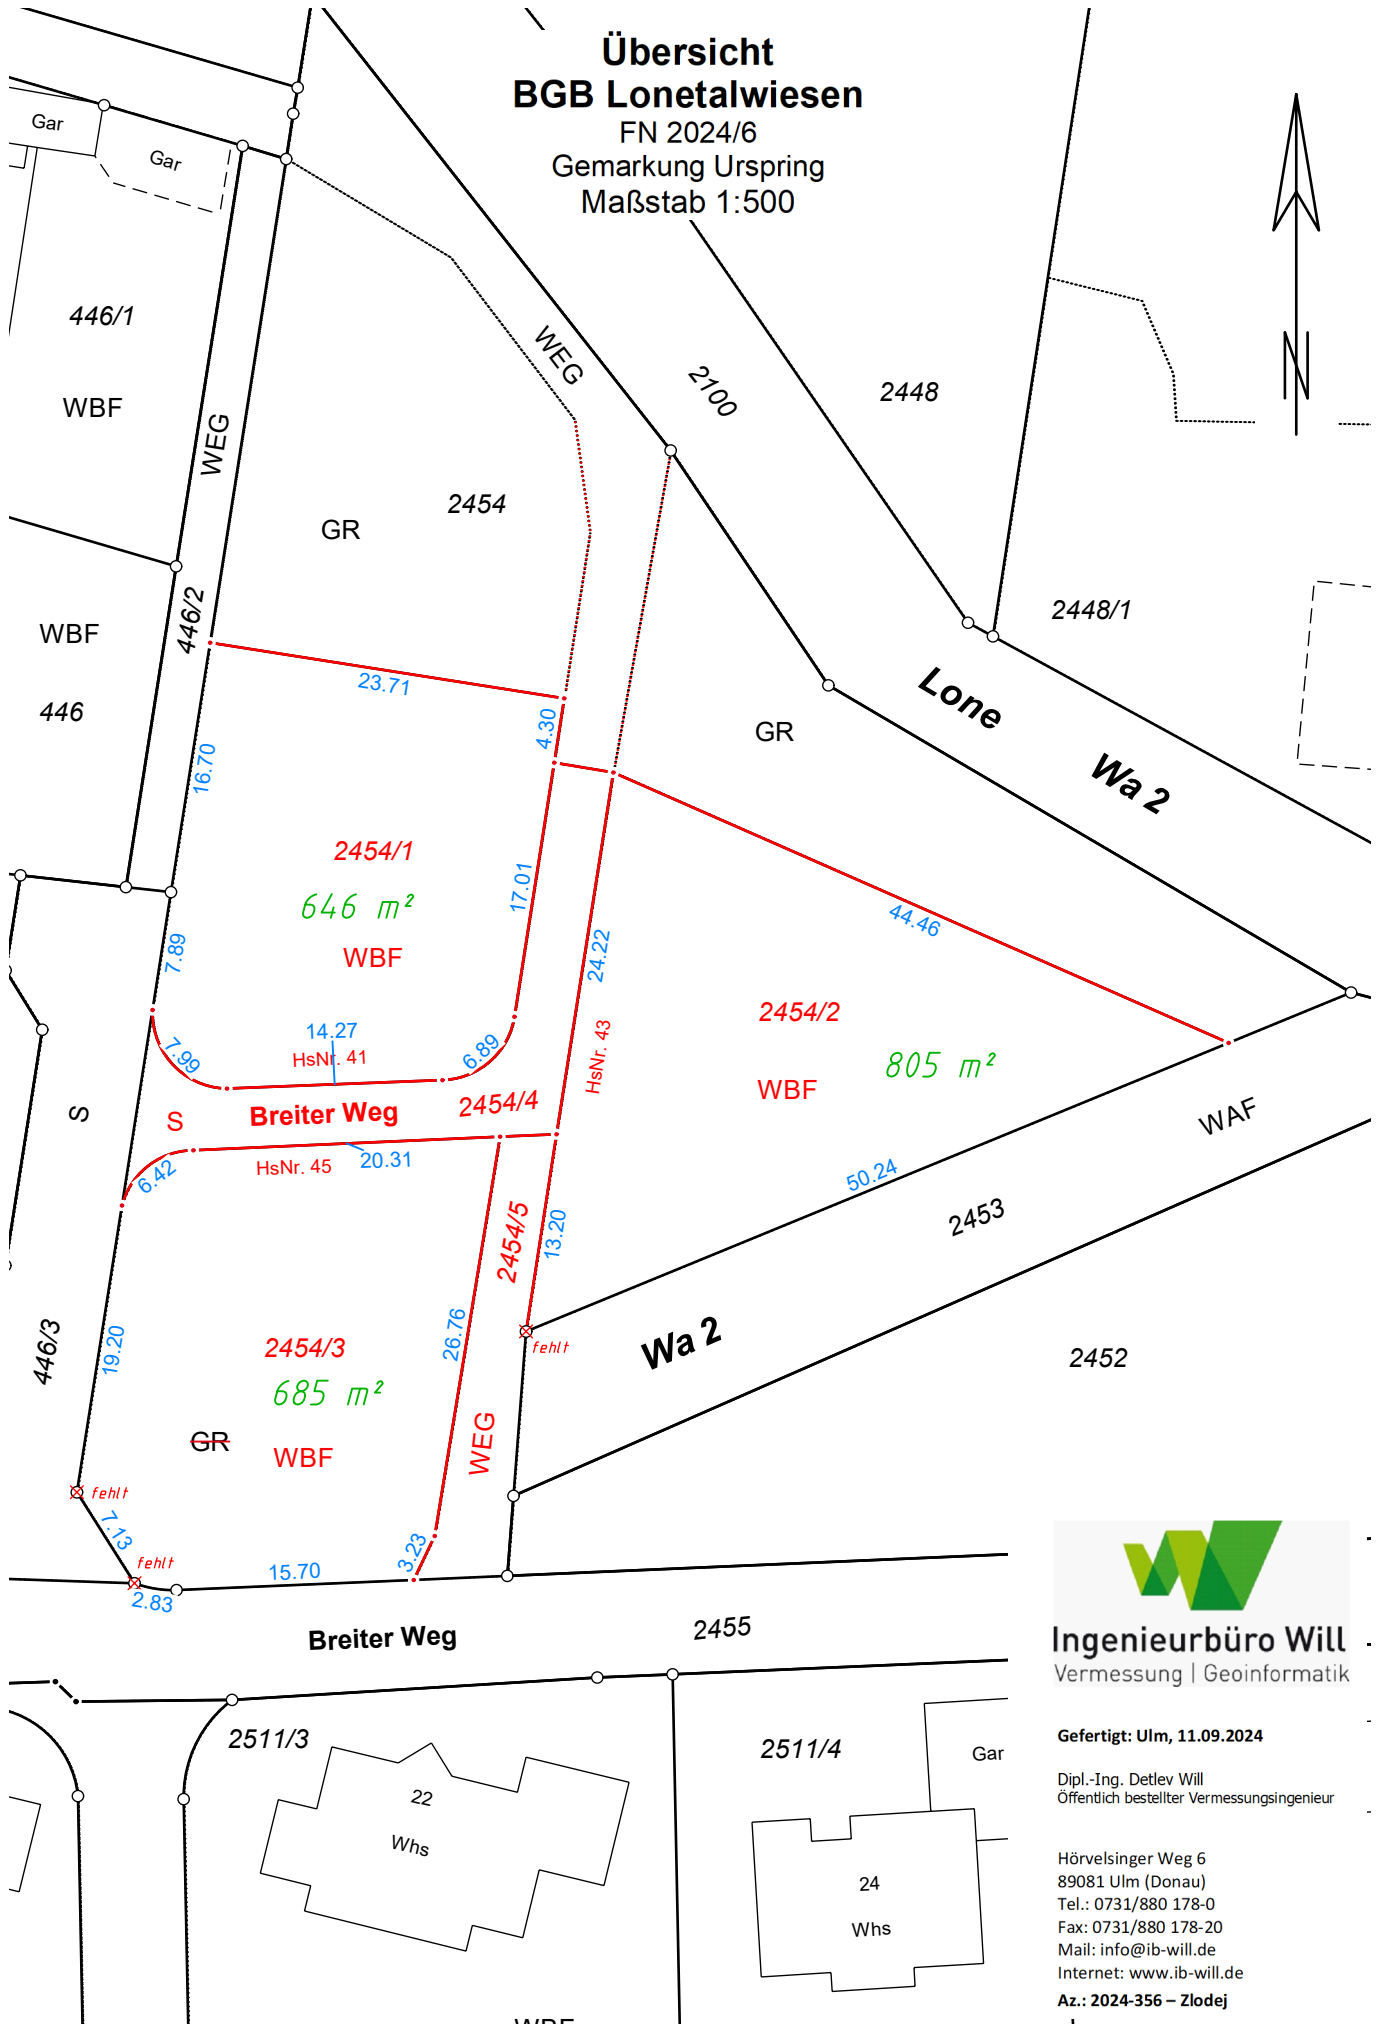 Übersicht
BGB Lonetalwiesen
FN 2024/6
Gemarkung Urspring
Maßstab 1:500
Gar
Gar
446/1
WBF
WEG
WEG
2100
2448
N
2454
GR
446/2
WBF
446
2448/1
23.71
4.30
16.70
GR
Lone
Wa 2
2454/1
646 m²
WBF
17.01
7.89
24.22
44.46
2454/2
805 m²
WBF
14.27
HsNr. 41
7.99
6.89
HsNr. 43
S
S
Breiter Weg
2454/4
WAF
6.42
HsNr. 45
20.31
50.24
2453
2454/5
13.20
446/3
19.20
2454/3
685 m²
26.76
fehlt
Wa 2
2452
GR
WBF
WEG
fehlt
7.13
fehlt
2.83
15.70
3.23
Breiter Weg
2455
2511/3
22
Whs
2511/4
Gar
24
Whs
Ingenieurbüro Will
Vermessung | Geoinformatik
Gefertigt: Ulm, 11.09.2024
Dipl.-Ing. Detlev Will
Öffentlich bestellter Vermessungsingenieur
Hörvelsinger Weg 6
89081 Ulm (Donau)
Tel.: 0731/880 178-0
Fax: 0731/880 178-20
Mail: info@ib-will.de
Internet: www.ib-will.de
Az.: 2024-356 – Zlodej